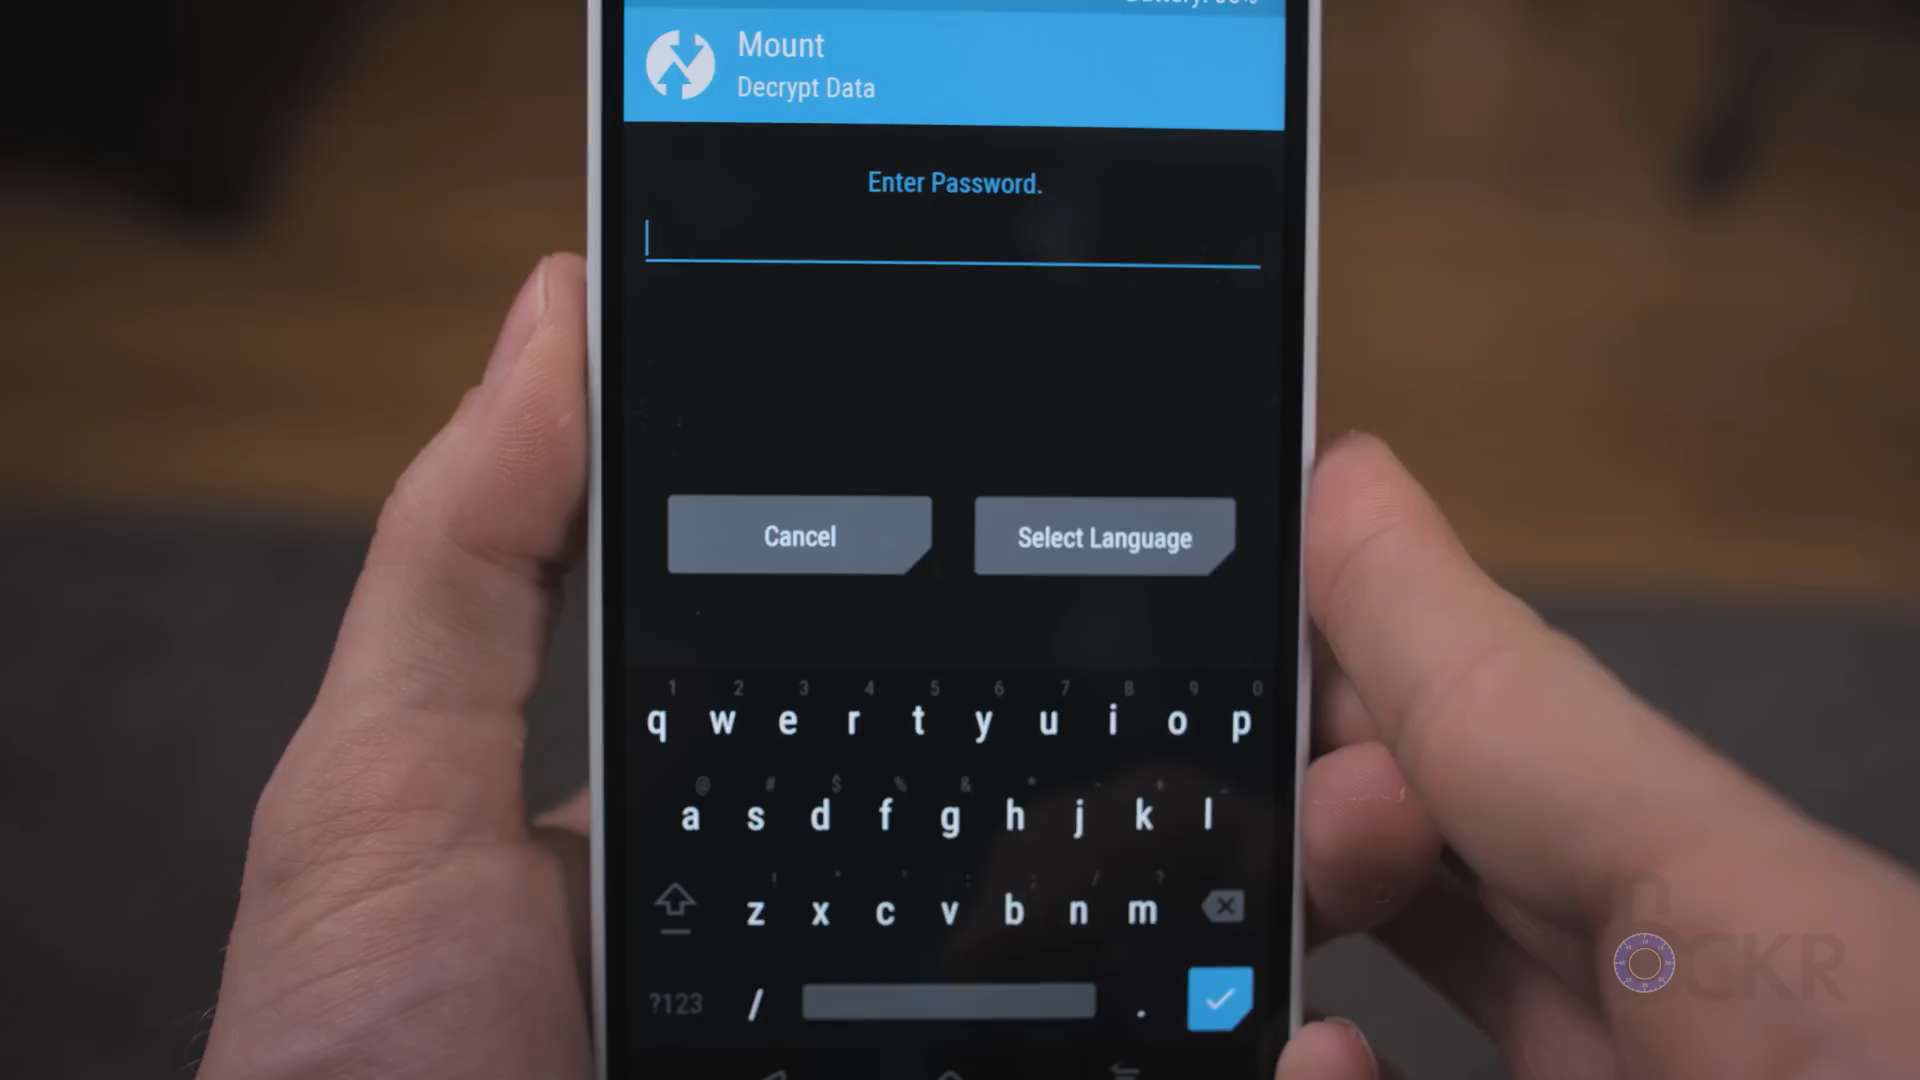 Mount
Decrypt Data
Enter Password.
Cancel
Select Language
1 2 3 4 5 6 7 8 9 0
q w e r t y u i o p
@ # $ % & * - +
a s d f g h j k l
z x c v b n m
?123 / .